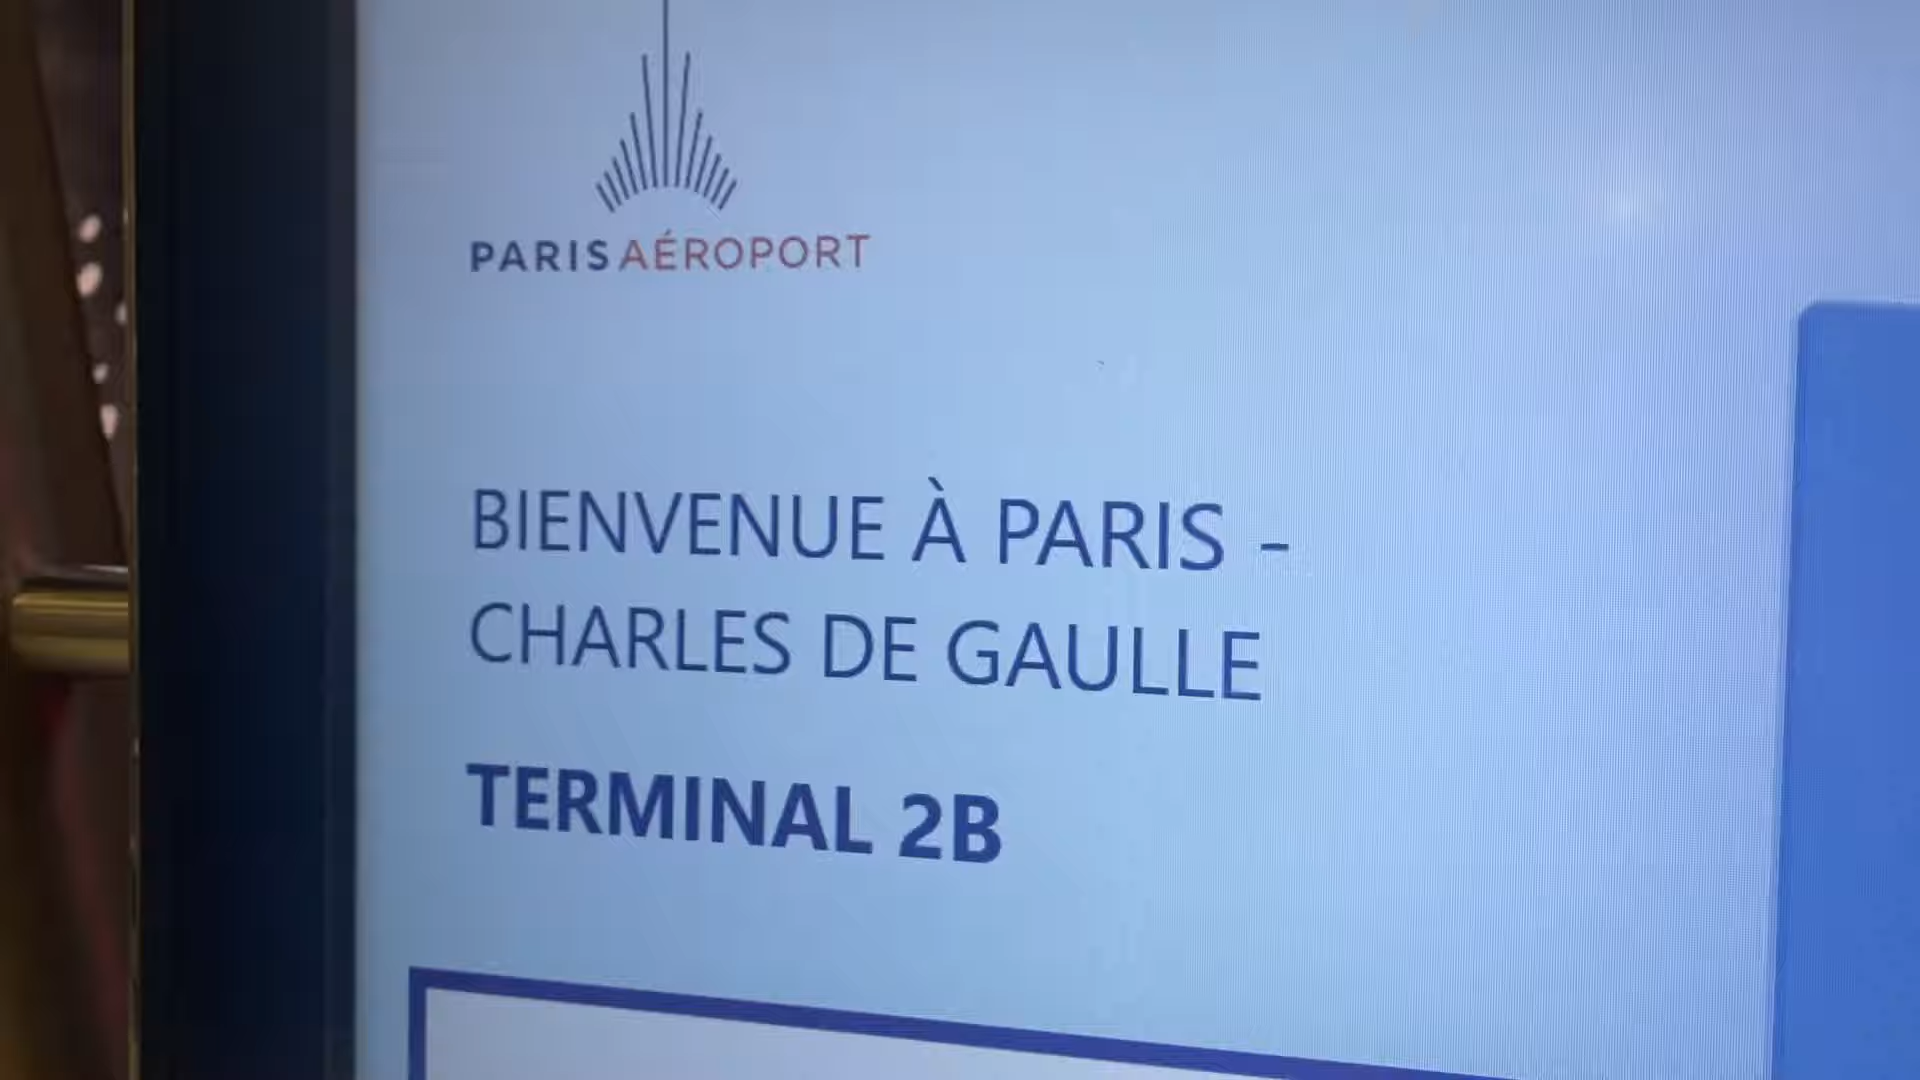 PARIS AÉROPORT
BIENVENUE À PARIS -
CHARLES DE GAULLE
TERMINAL 2B